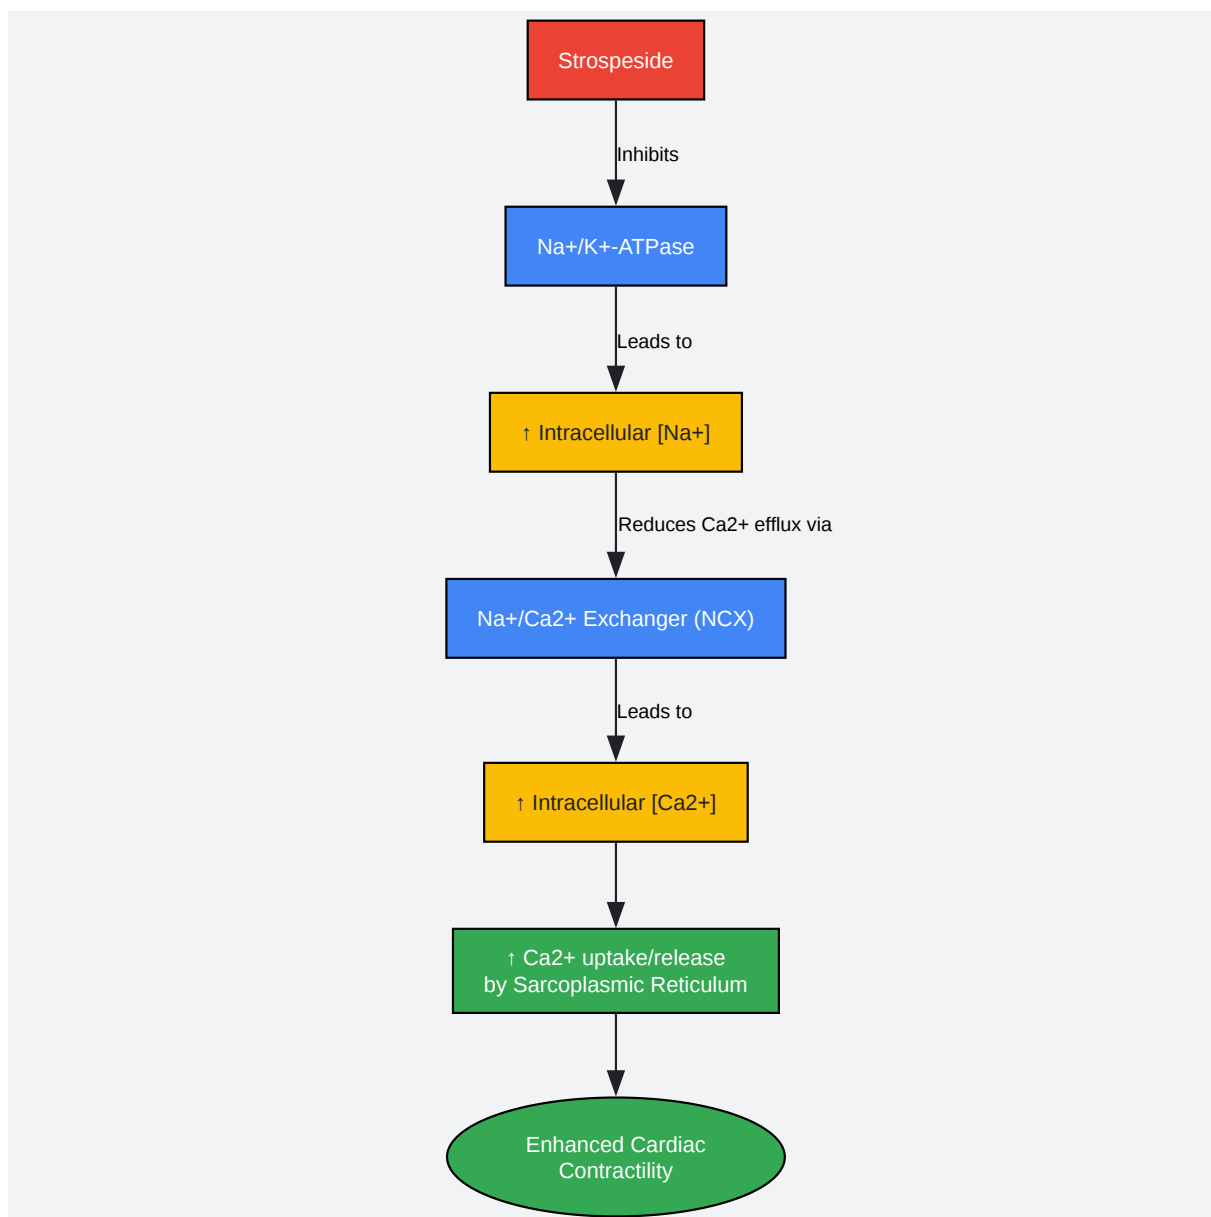 Strospeside
Inhibits
Na+/K+-ATPase
Leads to
↑ Intracellular [Na+]
Reduces Ca2+ efflux via
Na+/Ca2+ Exchanger (NCX)
Leads to
↑ Intracellular [Ca2+]
↑ Ca2+ uptake/release
by Sarcoplasmic Reticulum
Enhanced Cardiac
Contractility